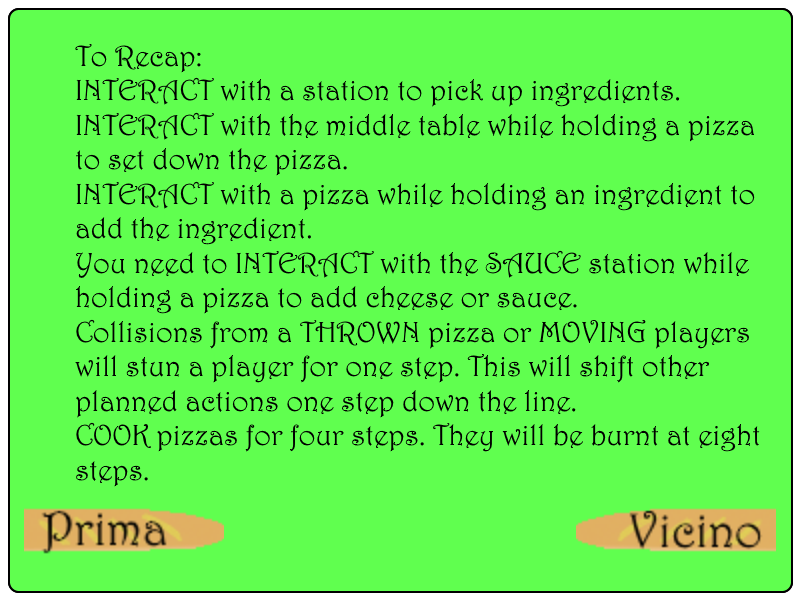 To Recap:
INTERACT with a station to pick up ingredients.
INTERACT with the middle table while holding a pizza
to set down the pizza.
INTERACT with a pizza while holding an ingredient to
add the ingredient.
You need to INTERACT with the SAUCE station while
holding a pizza to add cheese or sauce.
Collisions from a THROWN pizza or MOVING players
will stun a player for one step. This will shift other
planned actions one step down the line.
COOK pizzas for four steps. They will be burnt at eight
steps.
Prima
Vicino